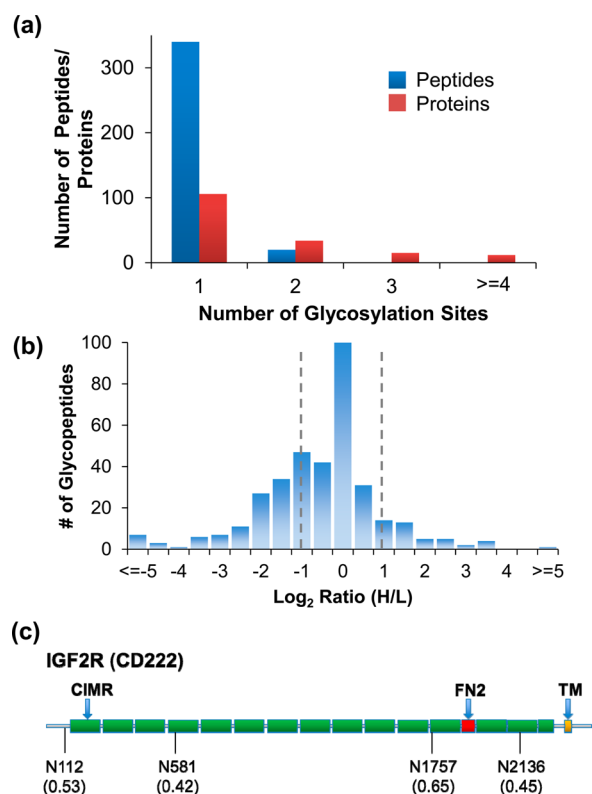 (a)
Number of Peptides/
Proteins
300
200
100
0
Peptides
Proteins
1 2 3 >=4
Number of Glycosylation Sites
(b)
# of Glycopeptides
100
80
60
40
20
0
<=-5 -4 -3 -2 -1 0 1 2 3 4 >=5
Log2 Ratio (H/L)
(c)
IGF2R (CD222)
CIMR FN2 TM
N112 N581 N1757 N2136
(0.53) (0.42) (0.65) (0.45)